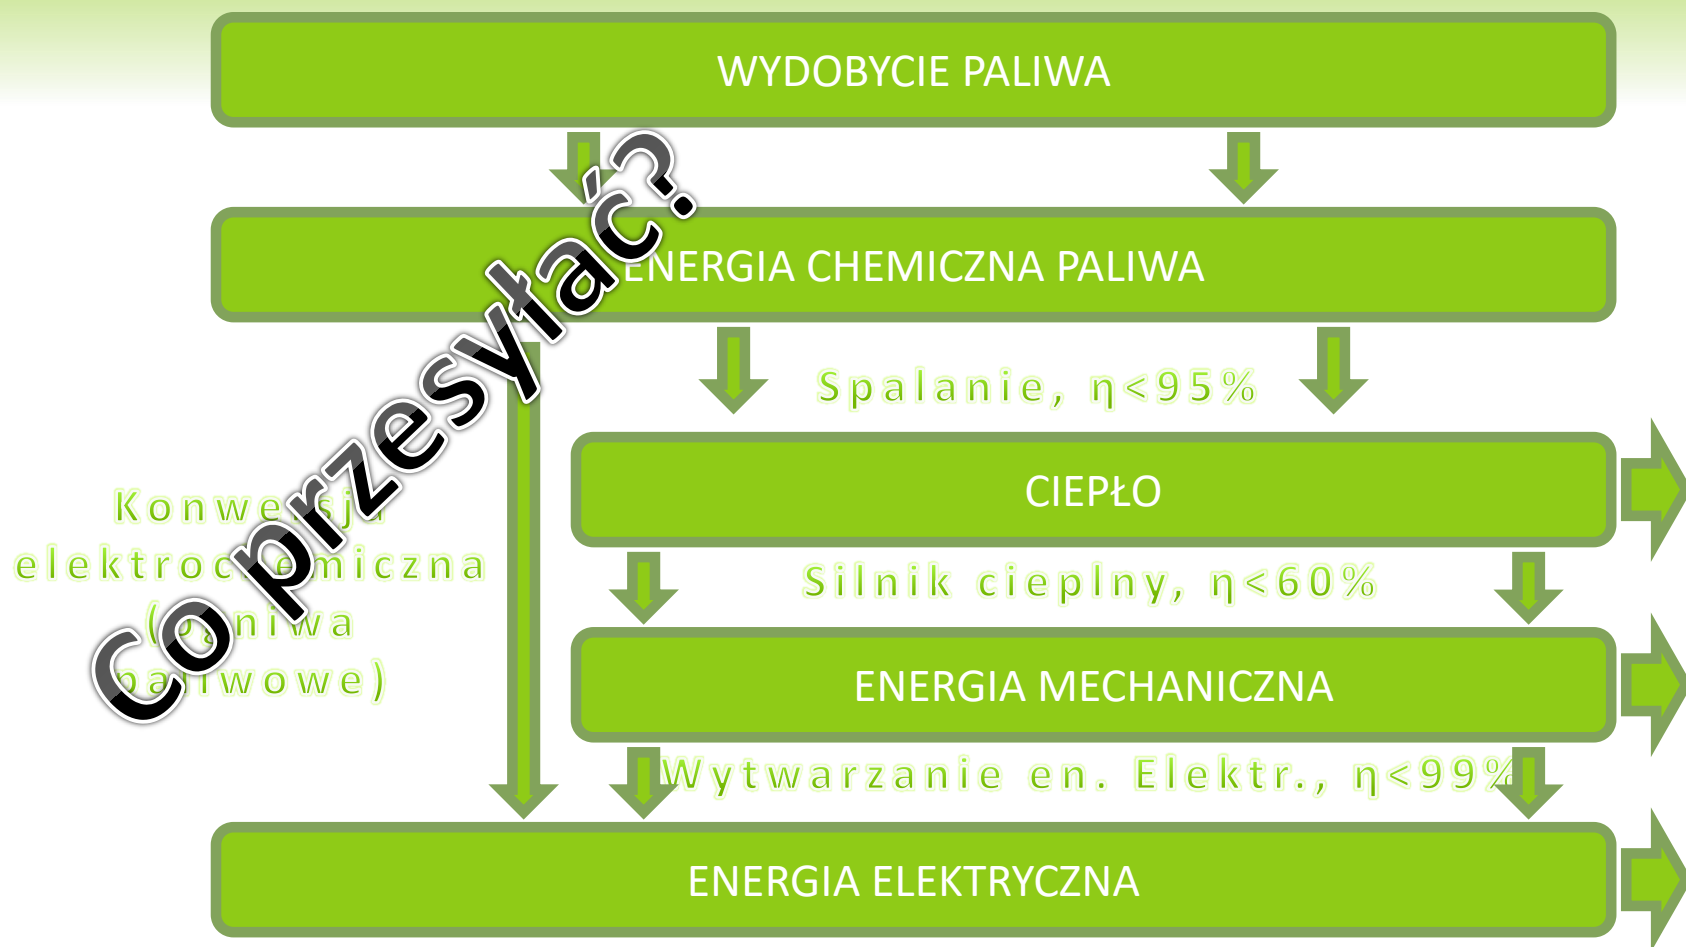 WYDOBYCIE PALIWA
Co przesyłać?
ENERGIA CHEMICZNA PALIWA
Spalanie, η<95%
CIEPŁO
Konwersja
elektrochemiczna
(ogniwa
paliwowe)
Silnik cieplny, η<60%
ENERGIA MECHANICZNA
Wytwarzanie en. Elektr., η<99%
ENERGIA ELEKTRYCZNA